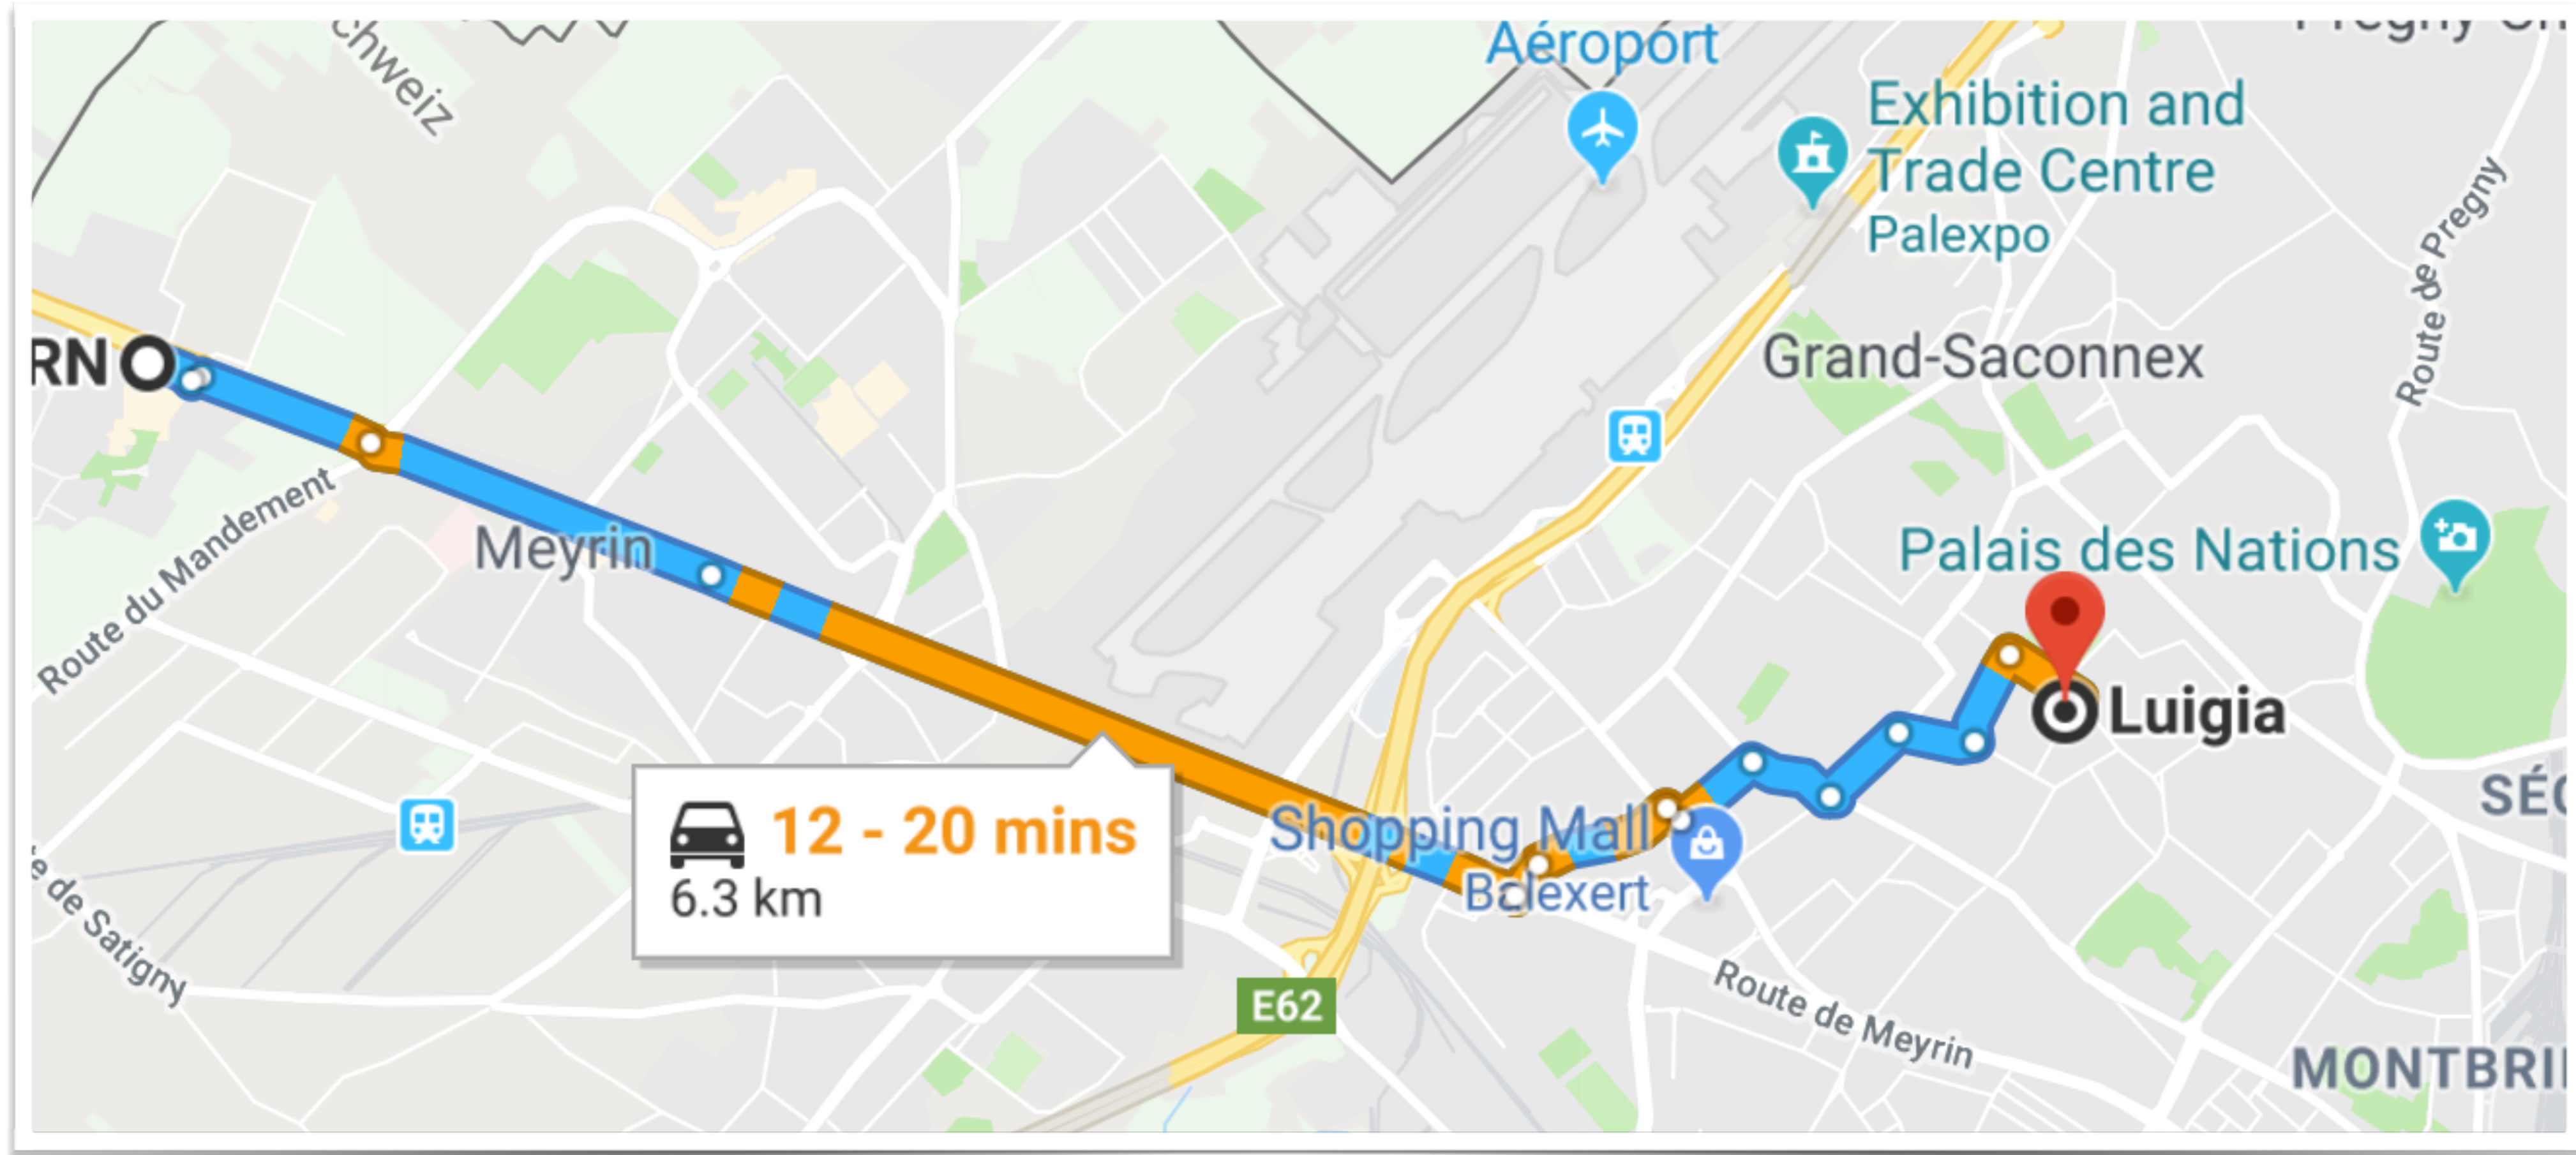 chweiz
Aéroport
Exhibition and
Trade Centre
Palexpo
Route de Pregny
RN
Grand-Saconnex
Route du Mandement
Meyrin
Palais des Nations
Luigia
12 - 20 mins
6.3 km
Shopping Mall
Balexert
SÉ
e de Satigny
E62
Route de Meyrin
MONTBRI